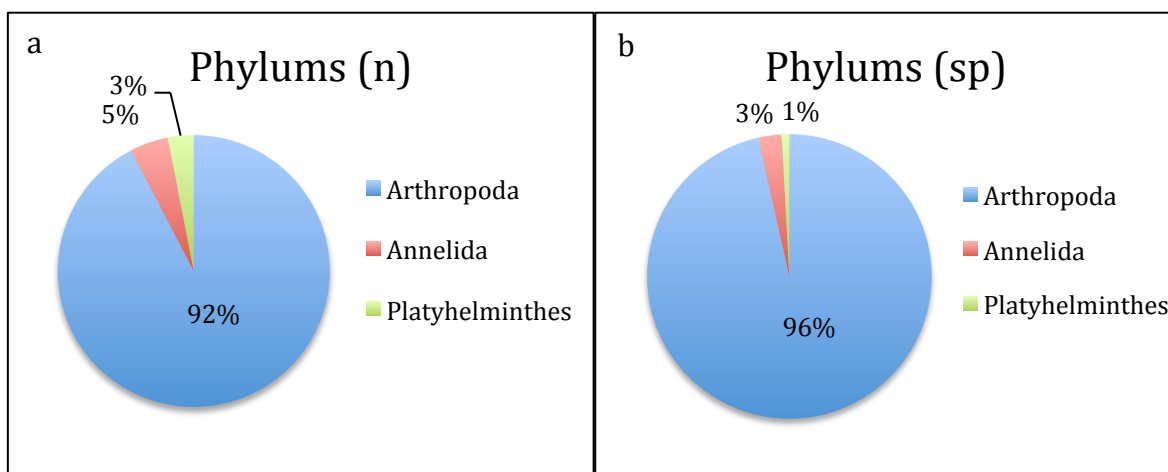 a
Phylums (n)
3%
5%
92%
Arthropoda
Annelida
Platyhelminthes
b
Phylums (sp)
3% 1%
96%
Arthropoda
Annelida
Platyhelminthes